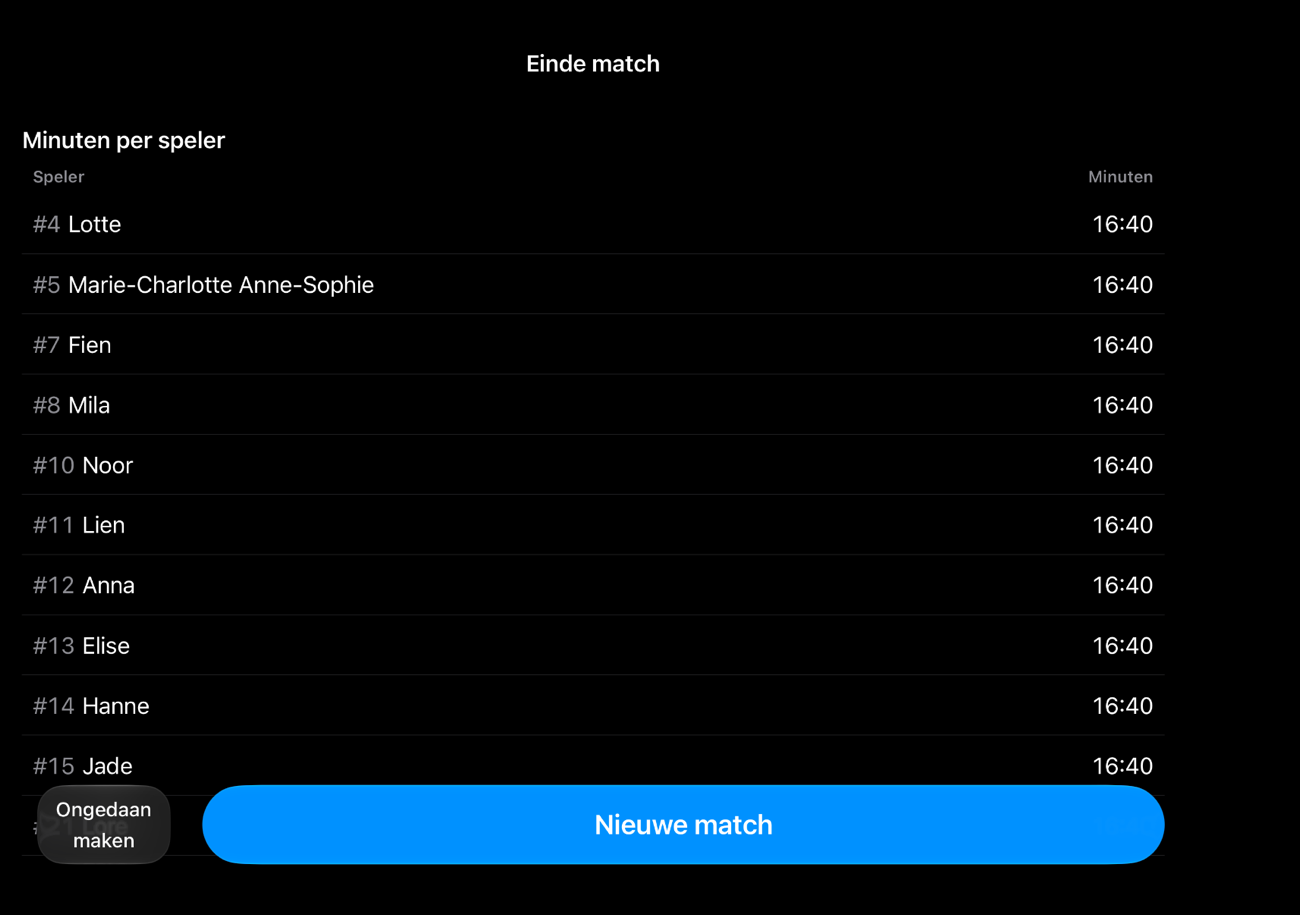 Einde match
Minuten per speler
Speler Minuten
#4 Lotte 16:40
#5 Marie-Charlotte Anne-Sophie 16:40
#7 Fien 16:40
#8 Mila 16:40
#10 Noor 16:40
#11 Lien 16:40
#12 Anna 16:40
#13 Elise 16:40
#14 Hanne 16:40
#15 Jade 16:40
Ongedaan
maken
Nieuwe match